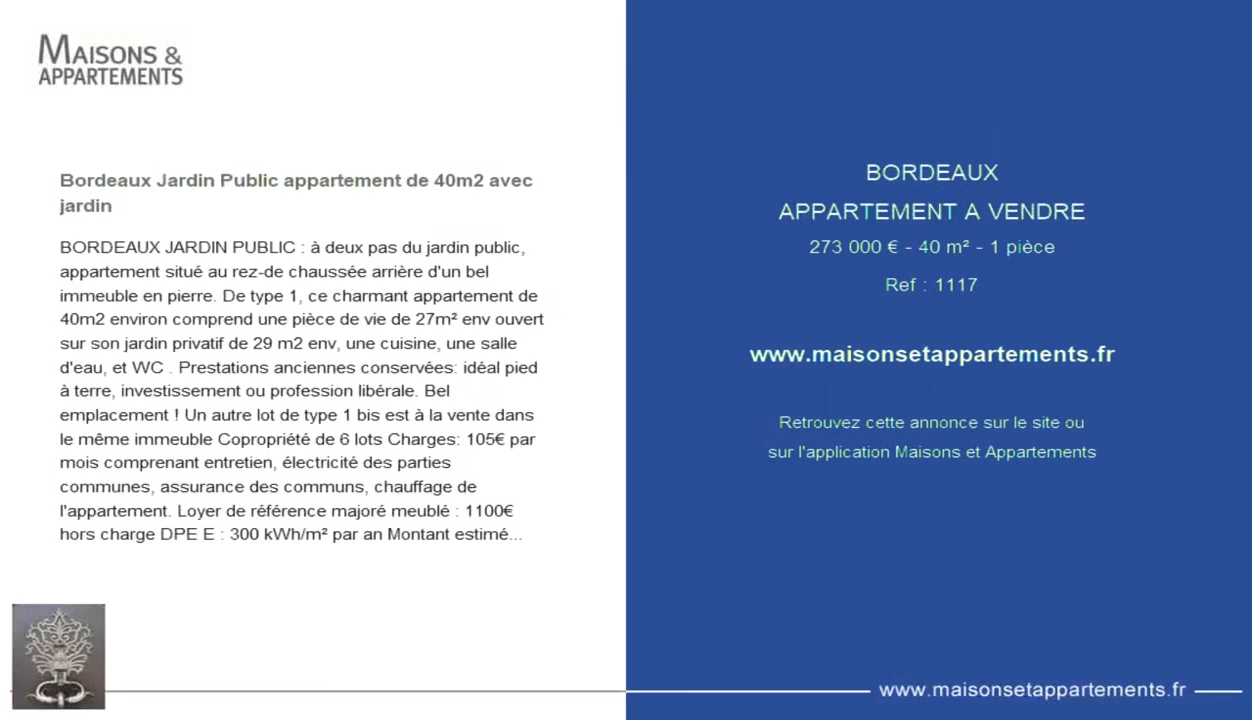 MAISONS &
APPARTEMENTS
Bordeaux Jardin Public appartement de 40m2 avec
jardin
BORDEAUX JARDIN PUBLIC : à deux pas du jardin public,
appartement situé au rez-de chaussée arrière d'un bel
immeuble en pierre. De type 1, ce charmant appartement de
40m2 environ comprend une pièce de vie de 27m² env ouvert
sur son jardin privatif de 29 m2 env, une cuisine, une salle
d'eau, et WC . Prestations anciennes conservées: idéal pied
à terre, investissement ou profession libérale. Bel
emplacement ! Un autre lot de type 1 bis est à la vente dans
le même immeuble Copropriété de 6 lots Charges: 105€ par
mois comprenant entretien, électricité des parties
communes, assurance des communs, chauffage de
l'appartement. Loyer de référence majoré meublé : 1100€
hors charge DPE E : 300 kWh/m² par an Montant estimé...
BORDEAUX
APPARTEMENT A VENDRE
273 000 € - 40 m² - 1 pièce
Ref : 1117
www.maisonsetappartements.fr
Retrouvez cette annonce sur le site ou
sur l'application Maisons et Appartements
www.maisonsetappartements.fr